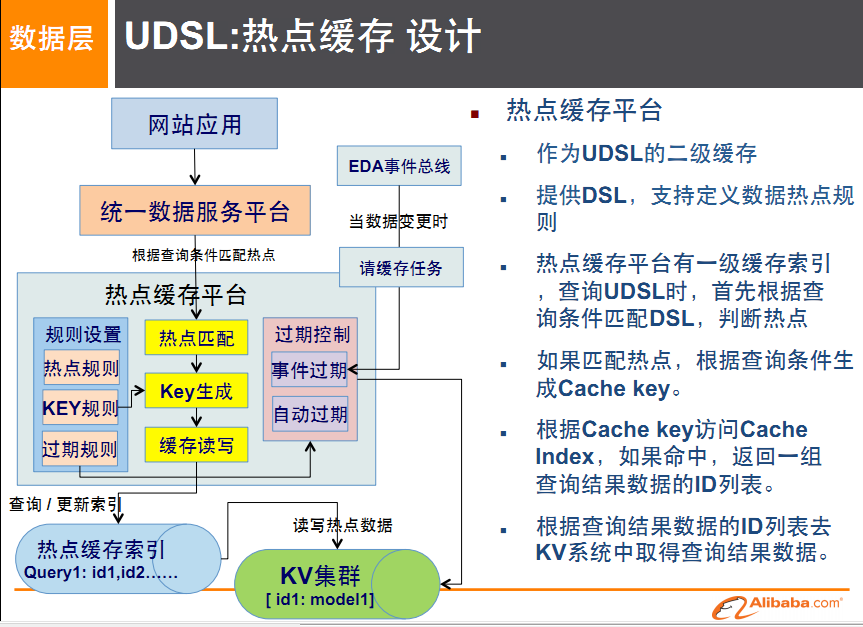 数据层
UDSL:热点缓存 设计
网站应用
统一数据服务平台
根据查询条件匹配热点
EDA事件总线
当数据变更时
请缓存任务
热点缓存平台
规则设置
热点规则
KEY规则
过期规则
热点匹配
Key生成
缓存读写
过期控制
事件过期
自动过期
查询 / 更新索引
热点缓存索引
Query1: id1,id2……
读写热点数据
KV集群
[ id1: model1]
热点缓存平台
作为UDSL的二级缓存
提供DSL，支持定义数据热点规
则
热点缓存平台有一级缓存索引
，查询UDSL时，首先根据查
询条件匹配DSL，判断热点
如果匹配热点，根据查询条件生
成Cache key。
根据Cache key访问Cache
Index，如果命中，返回一组
查询结果数据的ID列表。
根据查询结果数据的ID列表去
KV系统中取得查询结果数据。
Alibaba.com®